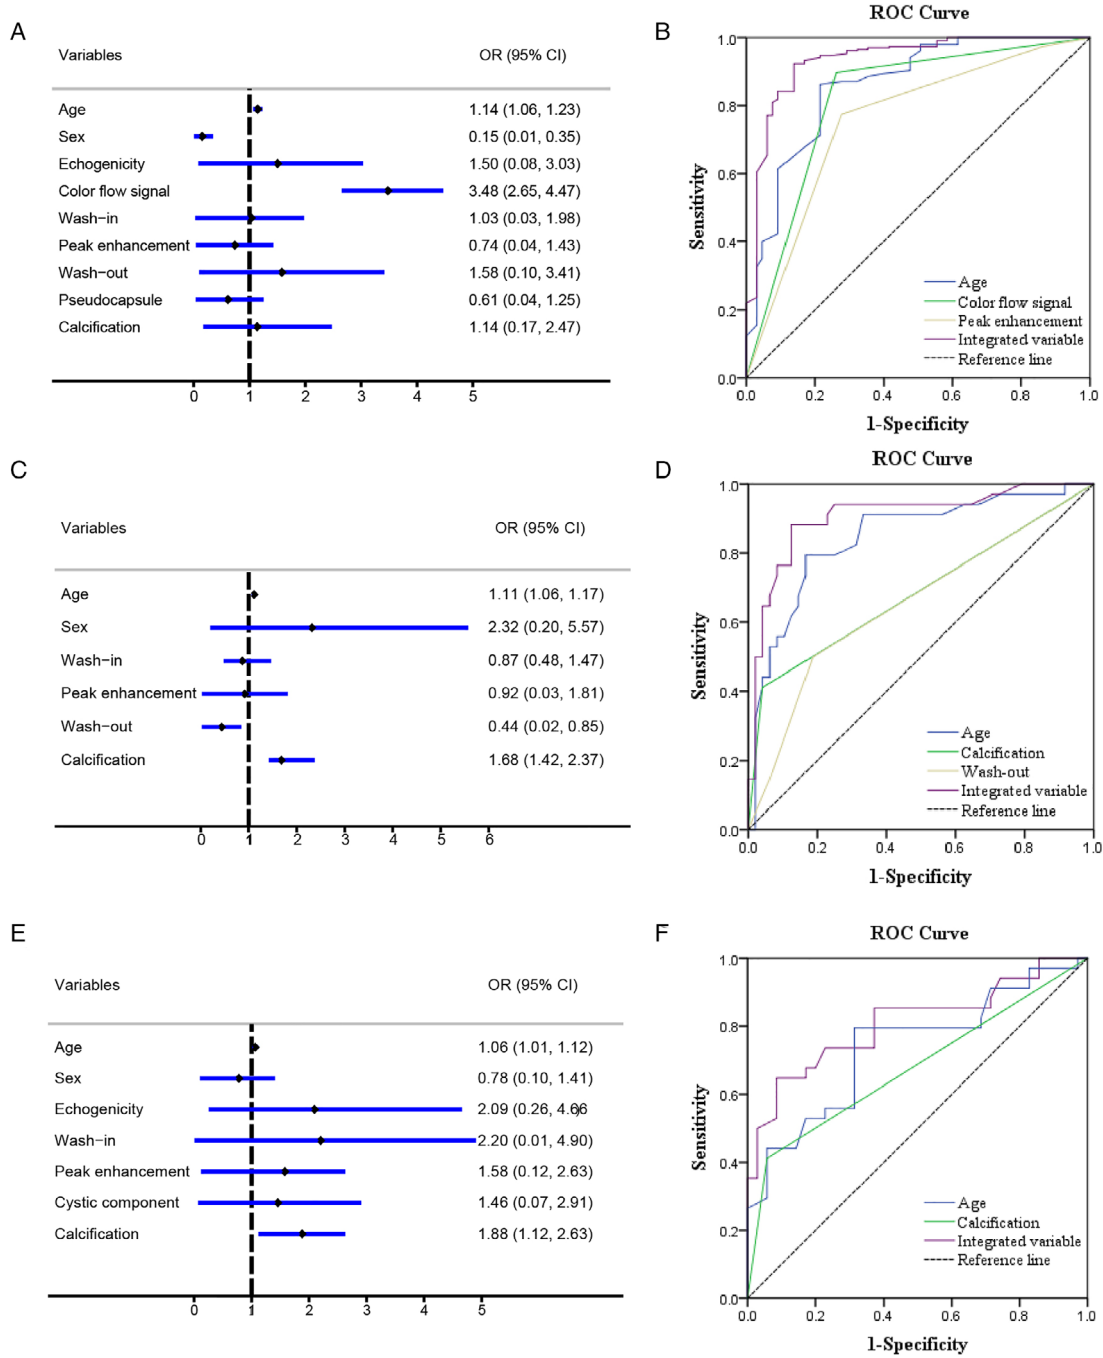 A
Variables OR (95% CI)
Age 1.14 (1.06, 1.23)
Sex 0.15 (0.01, 0.35)
Echogenicity 1.50 (0.08, 3.03)
Color flow signal 3.48 (2.65, 4.47)
Wash−in 1.03 (0.03, 1.98)
Peak enhancement 0.74 (0.04, 1.43)
Wash−out 1.58 (0.10, 3.41)
Pseudocapsule 0.61 (0.04, 1.25)
Calcification 1.14 (0.17, 2.47)
0 1 2 3 4 5
B
ROC Curve
Sensitivity
1.0
0.8
0.6
0.4
0.2
0.0
Age
Color flow signal
Peak enhancement
Integrated variable
Reference line
0.0 0.2 0.4 0.6 0.8 1.0
1-Specificity
C
Variables OR (95% CI)
Age 1.11 (1.06, 1.17)
Sex 2.32 (0.20, 5.57)
Wash−in 0.87 (0.48, 1.47)
Peak enhancement 0.92 (0.03, 1.81)
Wash−out 0.44 (0.02, 0.85)
Calcification 1.68 (1.42, 2.37)
0 1 2 3 4 5 6
D
ROC Curve
Sensitivity
1.0
0.8
0.6
0.4
0.2
0.0
Age
Calcification
Wash-out
Integrated variable
Reference line
0.0 0.2 0.4 0.6 0.8 1.0
1-Specificity
E
Variables OR (95% CI)
Age 1.06 (1.01, 1.12)
Sex 0.78 (0.10, 1.41)
Echogenicity 2.09 (0.26, 4.66)
Wash−in 2.20 (0.01, 4.90)
Peak enhancement 1.58 (0.12, 2.63)
Cystic component 1.46 (0.07, 2.91)
Calcification 1.88 (1.12, 2.63)
0 1 2 3 4 5
F
ROC Curve
Sensitivity
1.0
0.8
0.6
0.4
0.2
0.0
Age
Calcification
Integrated variable
Reference line
0.0 0.2 0.4 0.6 0.8 1.0
1-Specificity